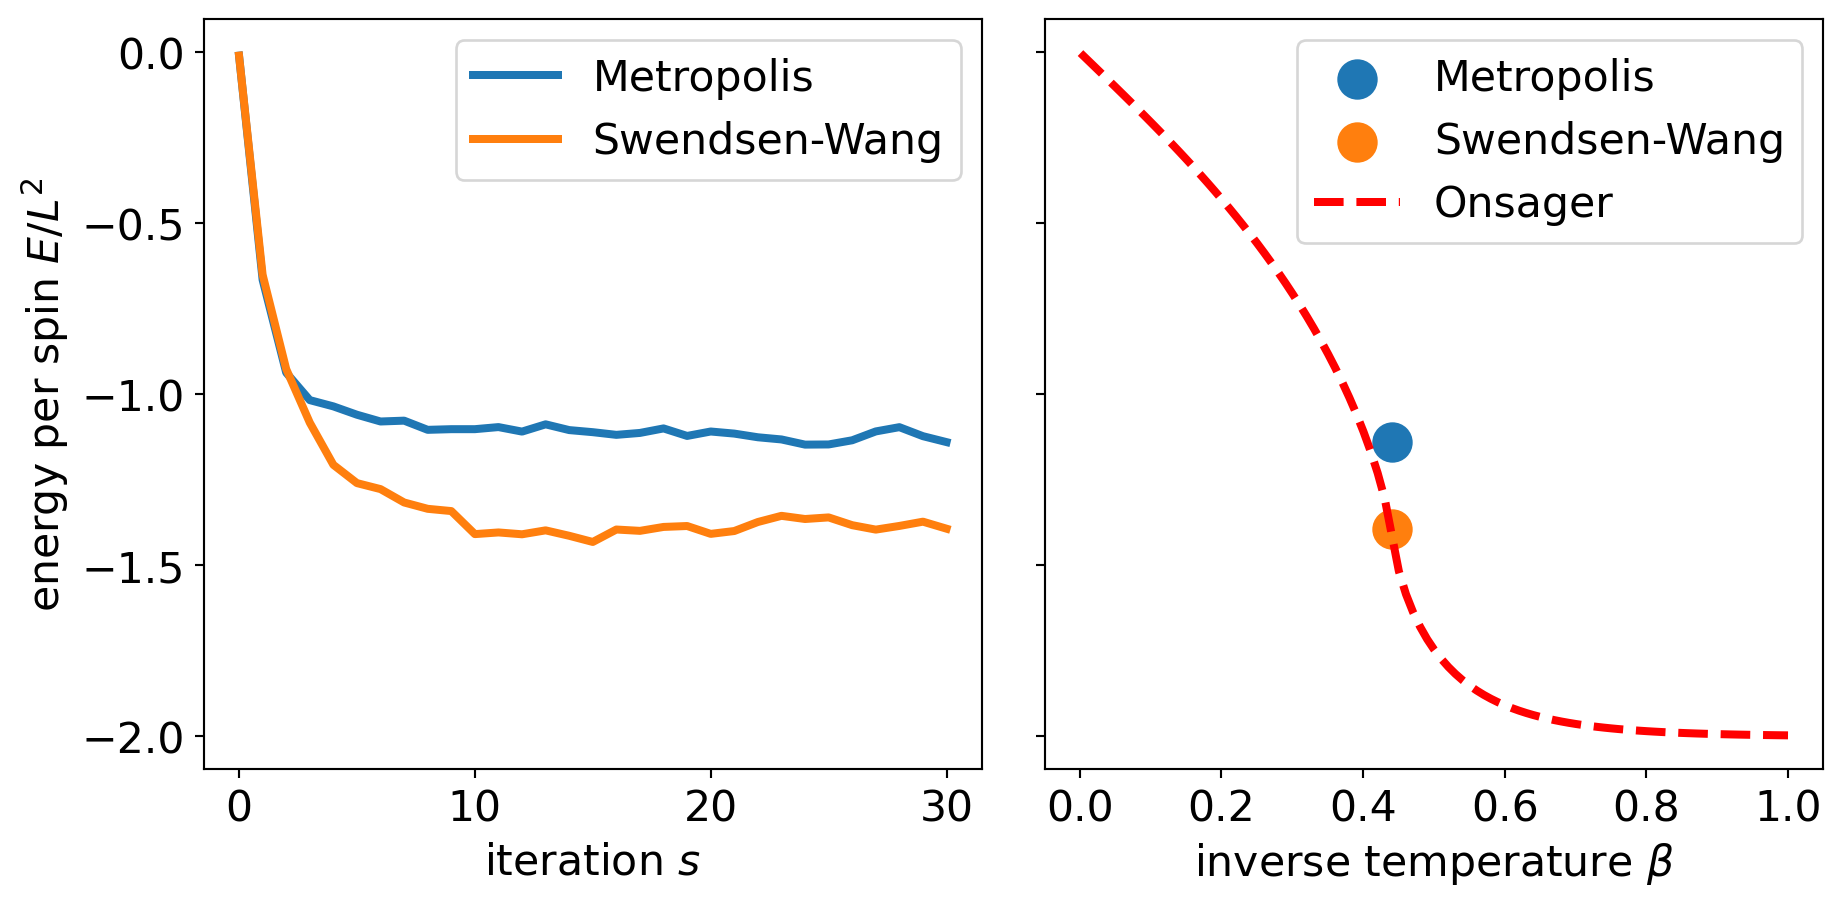 energy per spin E/L²
0.0
−0.5
−1.0
−1.5
−2.0
Metropolis
Swendsen-Wang
0 10 20 30
iteration s
Metropolis
Swendsen-Wang
Onsager
0.0 0.2 0.4 0.6 0.8 1.0
inverse temperature β